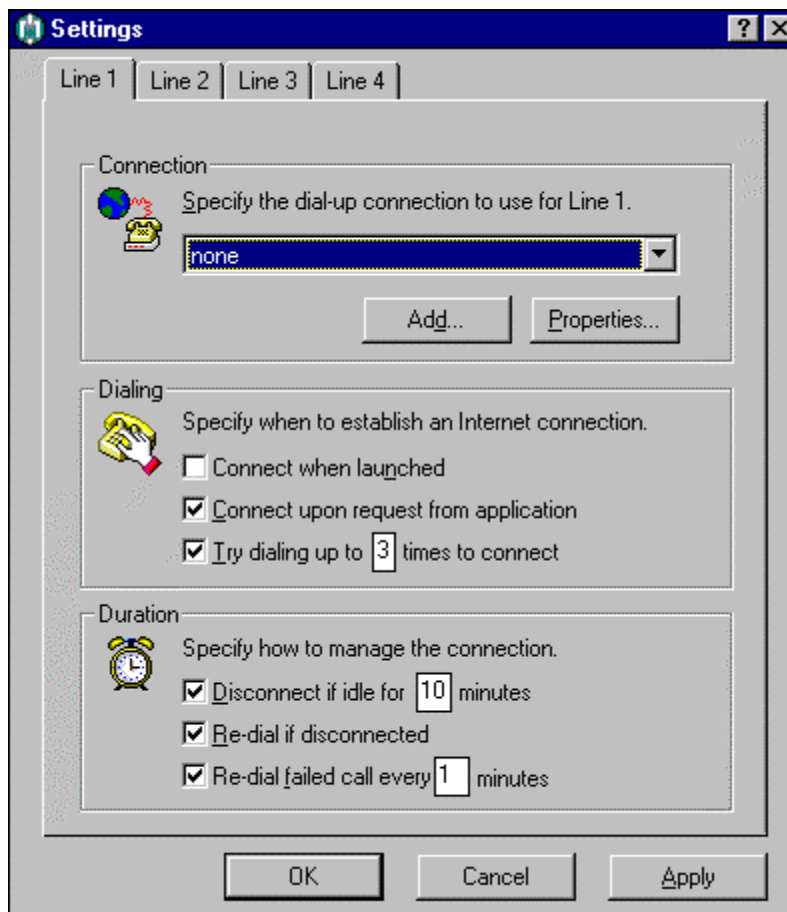 Settings
Line 1 Line 2 Line 3 Line 4
Connection
Specify the dial-up connection to use for Line 1.
none
Add... Properties...
Dialing
Specify when to establish an Internet connection.
Connect when launched
Connect upon request from application
Try dialing up to 3 times to connect
Duration
Specify how to manage the connection.
Disconnect if idle for 10 minutes
Re-dial if disconnected
Re-dial failed call every 1 minutes
OK Cancel Apply